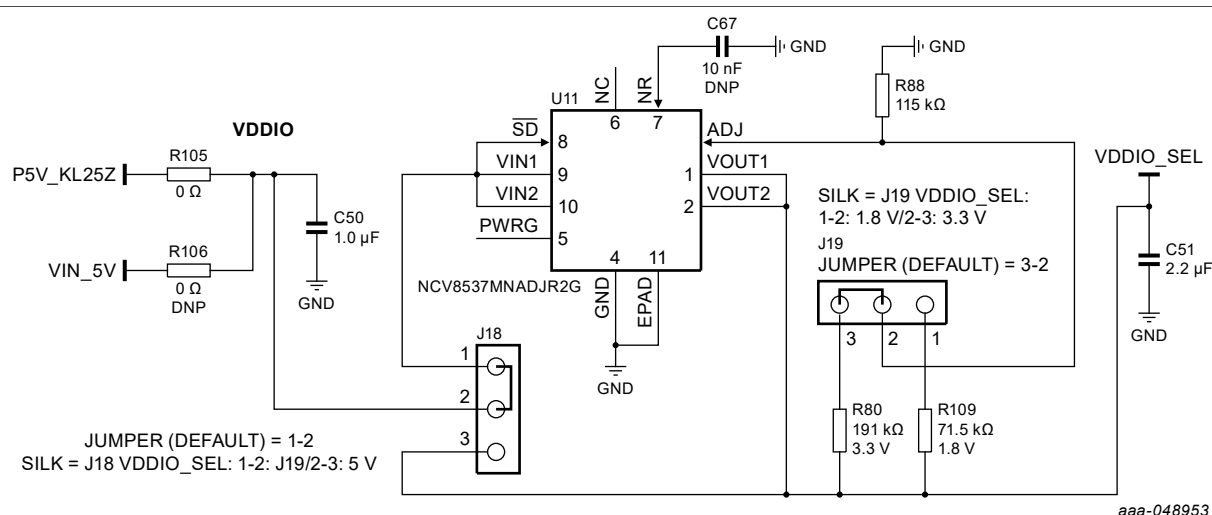 C67
GND
10 nF
DNP
GND
R88
115 kΩ
U11
NC
NR
6
7
VDDIO
SD
8
ADJ
VDDIO_SEL
R105
P5V_KL25Z
0 Ω
VIN1
9
1
VOUT1
VIN2
10
2
VOUT2
SILK = J19 VDDIO_SEL:
1-2: 1.8 V/2-3: 3.3 V
C50
1.0 µF
PWRG
5
J19
JUMPER (DEFAULT) = 3-2
C51
2.2 µF
R106
VIN_5V
0 Ω
DNP
GND
4
11
NCV8537MNADJR2G
GND
EPAD
GND
3
2
1
GND
J18
1
2
3
JUMPER (DEFAULT) = 1-2
SILK = J18 VDDIO_SEL: 1-2: J19/2-3: 5 V
R80
191 kΩ
3.3 V
R109
71.5 kΩ
1.8 V
aaa-048953